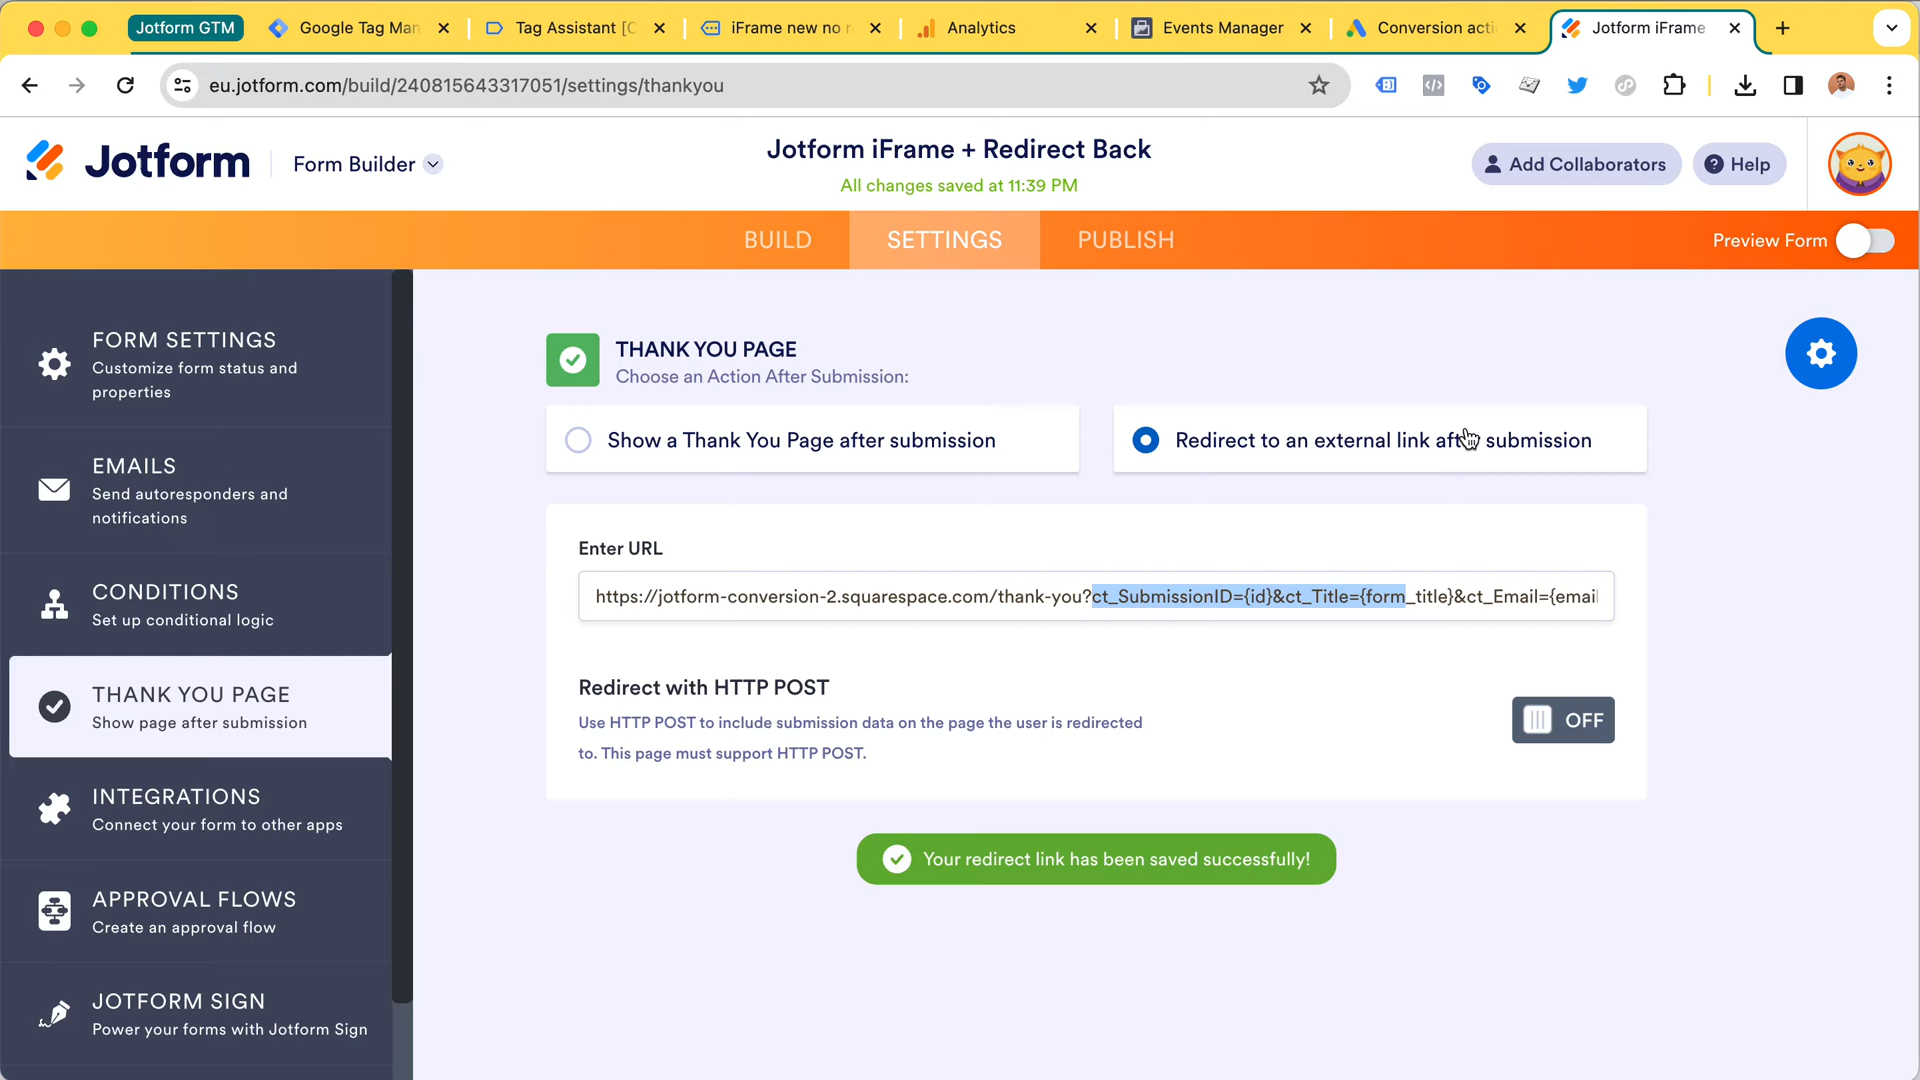 Jotform GTM
Google Tag Man
Tag Assistant [C
iFrame new no r
Analytics
Events Manager
Conversion acti
Jotform iFrame
eu.jotform.com/build/240815643317051/settings/thankyou
Jotform
Form Builder
Jotform iFrame + Redirect Back
All changes saved at 11:39 PM
Add Collaborators
Help
BUILD
SETTINGS
PUBLISH
Preview Form
FORM SETTINGS
Customize form status and
properties
EMAILS
Send autoresponders and
notifications
CONDITIONS
Set up conditional logic
THANK YOU PAGE
Show page after submission
INTEGRATIONS
Connect your form to other apps
APPROVAL FLOWS
Create an approval flow
JOTFORM SIGN
Power your forms with Jotform Sign
THANK YOU PAGE
Choose an Action After Submission:
Show a Thank You Page after submission
Redirect to an external link after submission
Enter URL
https://jotform-conversion-2.squarespace.com/thank-you?ct_SubmissionID={id}&ct_Title={form_title}&ct_Email={email
Redirect with HTTP POST
Use HTTP POST to include submission data on the page the user is redirected
to. This page must support HTTP POST.
OFF
Your redirect link has been saved successfully!